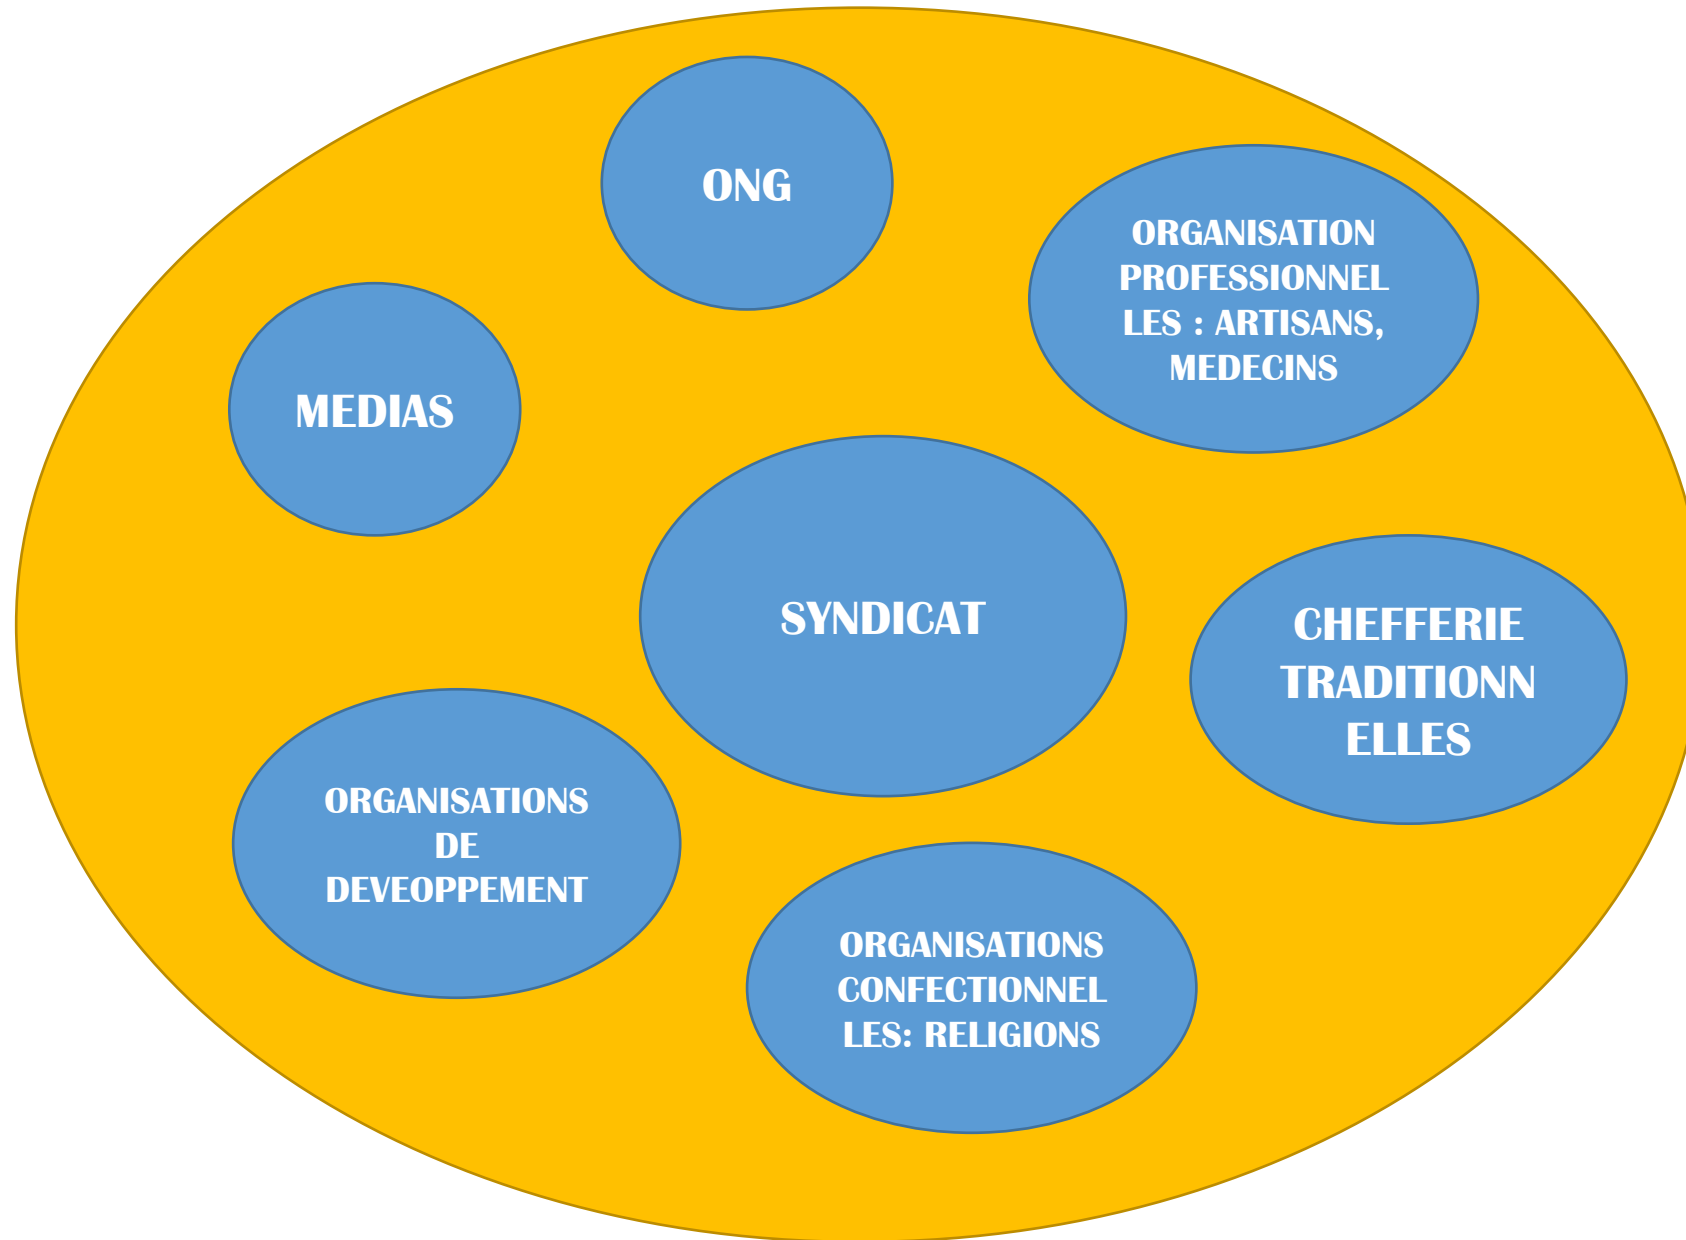 ONG
ORGANISATION
PROFESSIONNEL
LES : ARTISANS,
MEDECINS
MEDIAS
SYNDICAT
CHEFFERIE
TRADITIONN
ELLES
ORGANISATIONS
DE
DEVEOPPEMENT
ORGANISATIONS
CONFECTIONNEL
LES: RELIGIONS